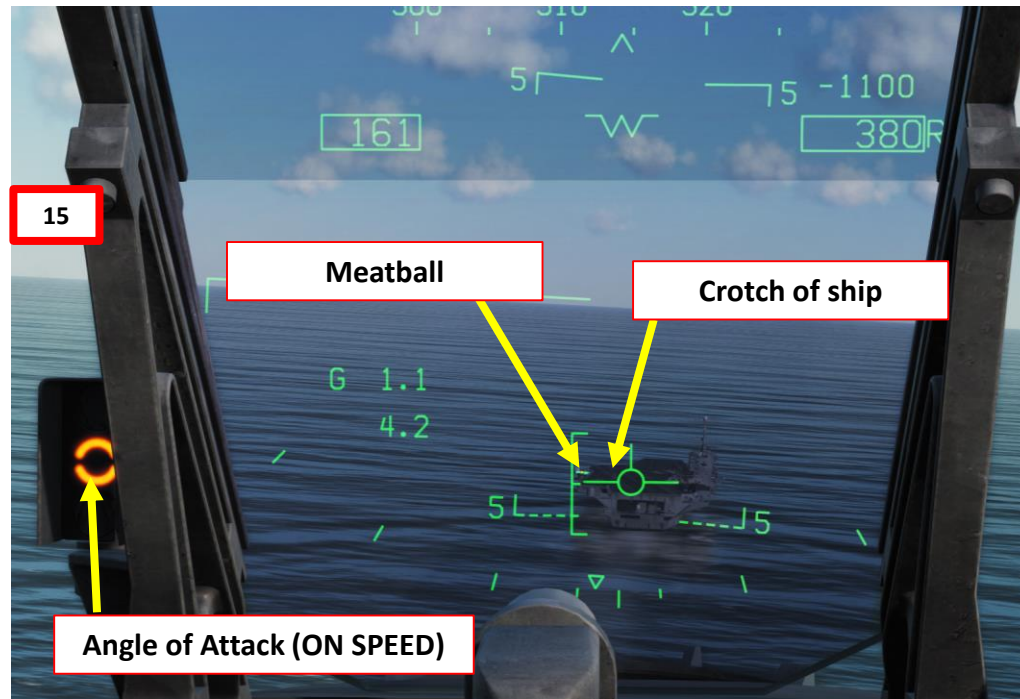 300 310 320
5 5 -1100
161 380R
15
Meatball
Crotch of ship
G 1.1
4.2
5 5
Angle of Attack (ON SPEED)